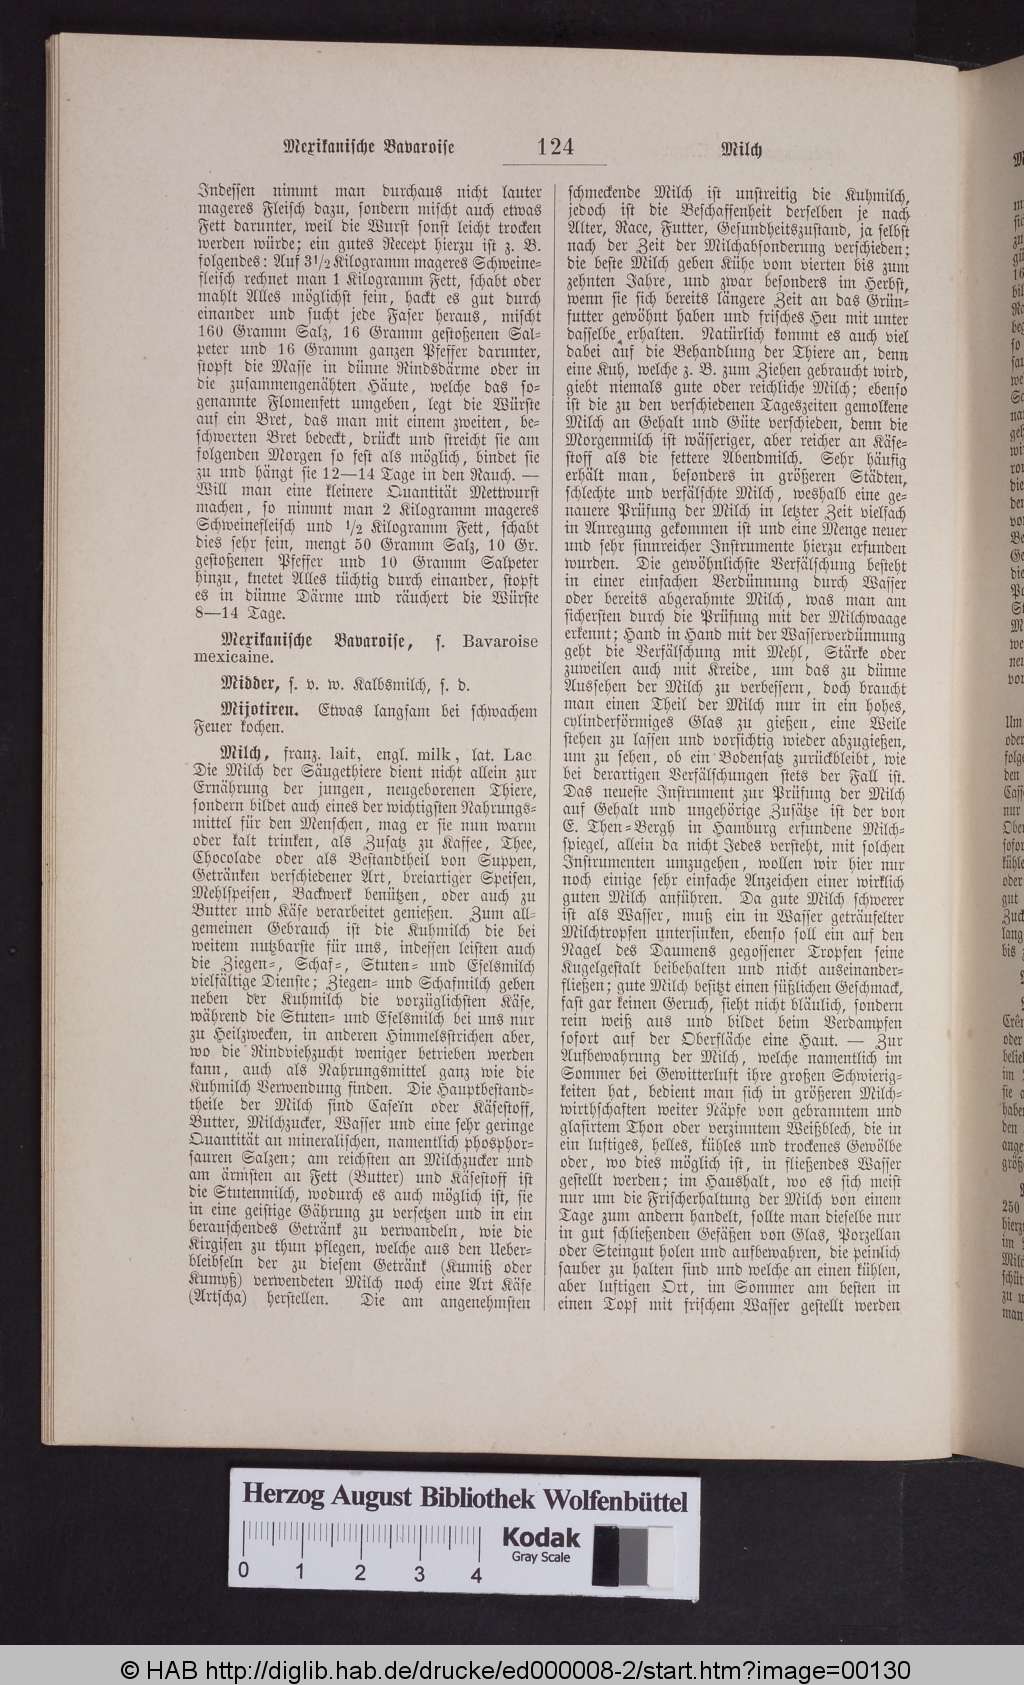 Mexikanische Bavaroise 124 Milch
Indessen nimmt man durchaus nicht lauter
mageres Fleisch dazu, sondern mischt auch etwas
Fett darunter, weil die Wurst sonst leicht trocken
werden würde; ein gutes Recept hierzu ist z. B.
folgendes: Auf 3 1/2 Kilogramm mageres Schweine-
fleisch rechnet man 1 Kilogramm Fett, schabt oder
mahlt Alles möglichst fein, hackt es gut durch
einander und sucht jede Faser heraus, mischt
160 Gramm Salz, 16 Gramm gestoßenen Sal-
peter und 16 Gramm ganzen Pfeffer darunter,
stopft die Masse in dünne Rindsdärme oder in
die zusammengenähten Häute, welche das so-
genannte Flomenfett umgeben, legt die Würste
auf ein Bret, das man mit einem zweiten, be-
schwerten Bret bedeckt, drückt und streicht sie am
folgenden Morgen so fest als möglich, bindet sie
zu und hängt sie 12—14 Tage in den Rauch. —
Will man eine kleinere Quantität Mettwurst
machen, so nimmt man 2 Kilogramm mageres
Schweinefleisch und 1/2 Kilogramm Fett, schabt
dies sehr fein, mengt 50 Gramm Salz, 10 Gr.
gestoßenen Pfeffer und 10 Gramm Salpeter
hinzu, knetet Alles tüchtig durch einander, stopft
es in dünne Därme und räuchert die Würste
8—14 Tage.
Mexikanische Bavaroise, s. Bavaroise
mexicaine.
Midder, s. v. w. Kalbsmilch, s. d.
Mijotiren. Etwas langsam bei schwachem
Feuer kochen.
Milch, franz. lait, engl. milk, lat. Lac
Die Milch der Säugethiere dient nicht allein zur
Ernährung der jungen, neugeborenen Thiere,
sondern bildet auch eines der wichtigsten Nahrungs-
mittel für den Menschen, mag er sie nun warm
oder kalt trinken, als Zusatz zu Kaffee, Thee,
Chocolade oder als Bestandtheil von Suppen,
Getränken verschiedener Art, breiartiger Speisen,
Mehlspeisen, Backwerk benützen, oder auch zu
Butter und Käse verarbeitet genießen. Zum all-
gemeinen Gebrauch ist die Kuhmilch die bei
weitem nutzbarste für uns, indessen leisten auch
die Ziegen-, Schaf-, Stuten- und Eselsmilch
vielfältige Dienste; Ziegen- und Schafmilch geben
neben der Kuhmilch die vorzüglichsten Käse,
während die Stuten- und Eselsmilch bei uns nur
zu Heilzwecken, in anderen Himmelsstrichen aber,
wo die Rindviehzucht weniger betrieben werden
kann, auch als Nahrungsmittel ganz wie die
Kuhmilch Verwendung finden. Die Hauptbestand-
theile der Milch sind Caseïn oder Käsestoff,
Butter, Milchzucker, Wasser und eine sehr geringe
Quantität an mineralischen, namentlich phosphor-
sauren Salzen; am reichsten an Milchzucker und
am ärmsten an Fett (Butter) und Käsestoff ist
die Stutenmilch, wodurch es auch möglich ist, sie
in eine geistige Gährung zu versetzen und in ein
berauschendes Getränk zu verwandeln, wie die
Kirgisen zu thun pflegen, welche aus den Ueber-
bleibseln der zu diesem Getränk (Kumiß oder
Kumyß) verwendeten Milch noch eine Art Käse
(Artscha) herstellen. Die am angenehmsten
schmeckende Milch ist unstreitig die Kuhmilch,
jedoch ist die Beschaffenheit derselben je nach
Alter, Race, Futter, Gesundheitszustand, ja selbst
nach der Zeit der Milchabsonderung verschieden;
die beste Milch geben Kühe vom vierten bis zum
zehnten Jahre, und zwar besonders im Herbst,
wenn sie sich bereits längere Zeit an das Grün-
futter gewöhnt haben und frisches Heu mit unter
dasselbe erhalten. Natürlich kommt es auch viel
dabei auf die Behandlung der Thiere an, denn
eine Kuh, welche z. B. zum Ziehen gebraucht wird,
giebt niemals gute oder reichliche Milch; ebenso
ist die zu den verschiedenen Tageszeiten gemolkene
Milch an Gehalt und Güte verschieden, denn die
Morgenmilch ist wässeriger, aber reicher an Käse-
stoff als die fettere Abendmilch. Sehr häufig
erhält man, besonders in größeren Städten,
schlechte und verfälschte Milch, weshalb eine ge-
nauere Prüfung der Milch in letzter Zeit vielfach
in Anregung gekommen ist und eine Menge neuer
und sehr sinnreicher Instrumente hierzu erfunden
wurden. Die gewöhnlichste Verfälschung besteht
in einer einfachen Verdünnung durch Wasser
oder bereits abgerahmte Milch, was man am
sichersten durch die Prüfung mit der Milchwaage
erkennt; Hand in Hand mit der Wasserverdünnung
geht die Verfälschung mit Mehl, Stärke oder
zuweilen auch mit Kreide, um das zu dünne
Aussehen der Milch zu verbessern, doch braucht
man einen Theil der Milch nur in ein hohes,
cylinderförmiges Glas zu gießen, eine Weile
stehen zu lassen und vorsichtig wieder abzugießen,
um zu sehen, ob ein Bodensatz zurückbleibt, wie
bei derartigen Verfälschungen stets der Fall ist.
Das neueste Instrument zur Prüfung der Milch
auf Gehalt und ungehörige Zusätze ist der von
E. Then-Bergh in Hamburg erfundene Milch-
spiegel, allein da nicht Jedes versteht, mit solchen
Instrumenten umzugehen, wollen wir hier nur
noch einige sehr einfache Anzeichen einer wirklich
guten Milch anführen. Da gute Milch schwerer
ist als Wasser, muß ein in Wasser geträufelter
Milchtropfen untersinken, ebenso soll ein auf den
Nagel des Daumens gegossener Tropfen seine
Kugelgestalt beibehalten und nicht auseinander-
fließen; gute Milch besitzt einen süßlichen Geschmack,
fast gar keinen Geruch, sieht nicht bläulich, sondern
rein weiß aus und bildet beim Verdampfen
sofort auf der Oberfläche eine Haut. — Zur
Aufbewahrung der Milch, welche namentlich im
Sommer bei Gewitterluft ihre großen Schwierig-
keiten hat, bedient man sich in größeren Milch-
wirthschaften weiter Näpfe von gebranntem und
glasirtem Thon oder verzinntem Weißblech, die in
ein luftiges, helles, kühles und trockenes Gewölbe
oder, wo dies möglich ist, in fließendes Wasser
gestellt werden; im Haushalt, wo es sich meist
nur um die Frischerhaltung der Milch von einem
Tage zum andern handelt, sollte man dieselbe nur
in gut schließenden Gefäßen von Glas, Porzellan
oder Steingut holen und aufbewahren, die peinlich
sauber zu halten sind und welche an einen kühlen,
aber luftigen Ort, im Sommer am besten in
einen Topf mit frischem Wasser gestellt werden
Herzog August Bibliothek Wolfenbüttel
0 1 2 3 4
Kodak
Gray Scale
© HAB http://diglib.hab.de/drucke/ed000008-2/start.htm?image=00130